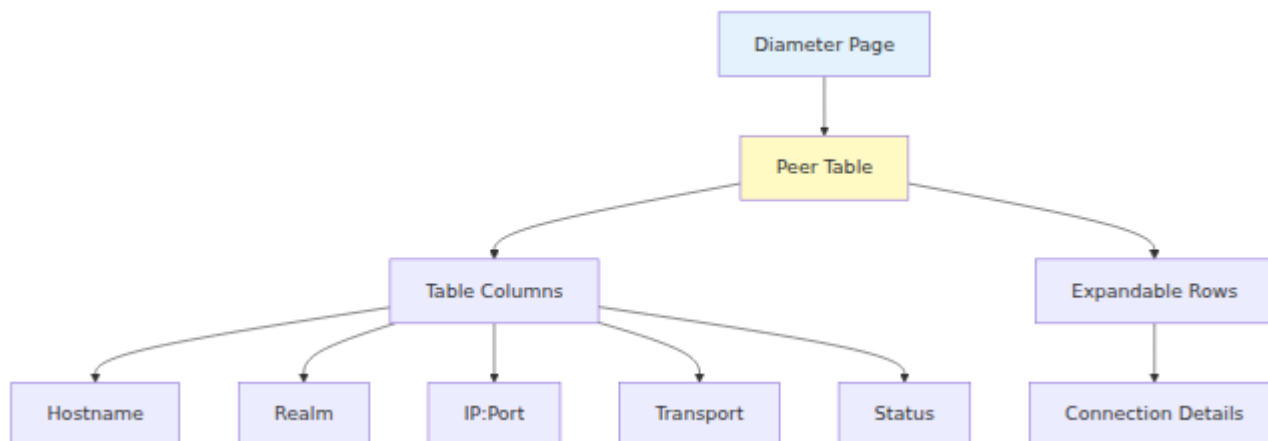 Diameter Page
Peer Table
Table Columns
Expandable Rows
Hostname
Realm
IP:Port
Transport
Status
Connection Details